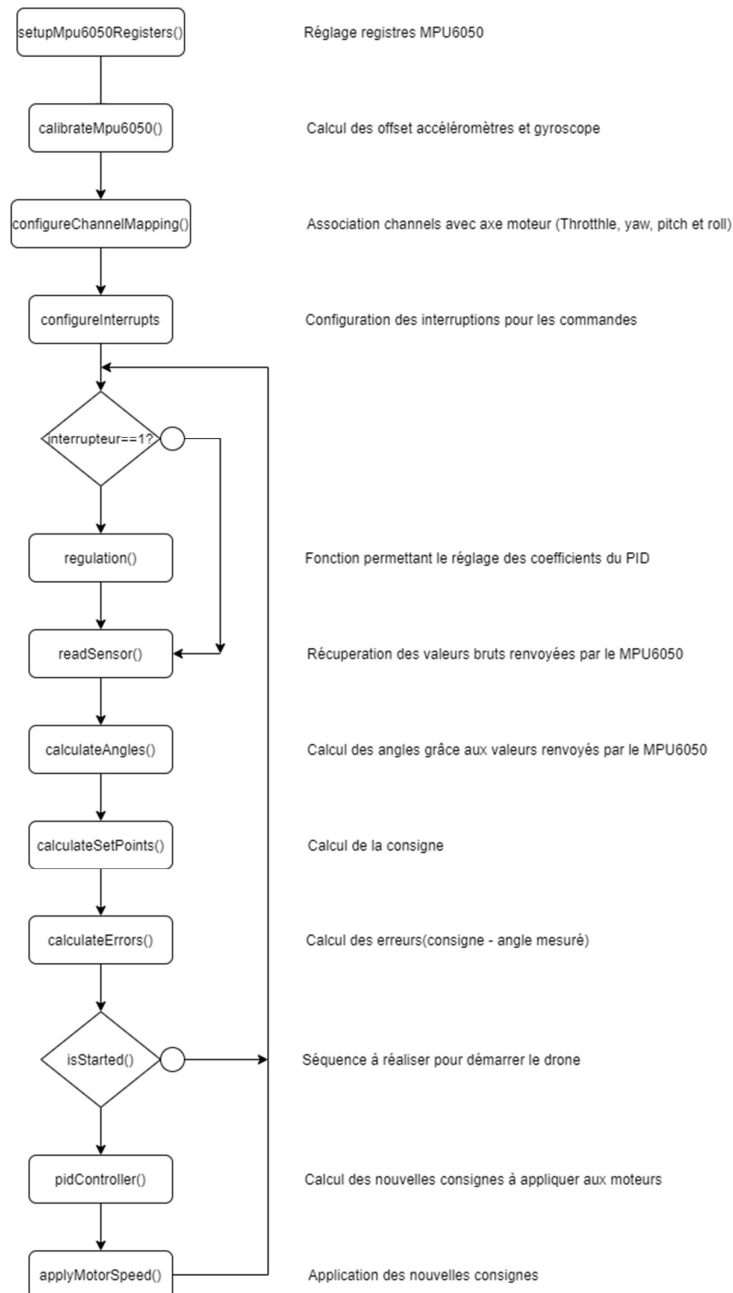 setupMpu6050Registers()
Réglage registres MPU6050
calibrateMpu6050()
Calcul des offset accéléromètres et gyroscope
configureChannelMapping()
Association channels avec axe moteur (Throtthle, yaw, pitch et roll)
configureInterrupts
Configuration des interruptions pour les commandes
interrupteur==1?
regulation()
Fonction permettant le réglage des coefficients du PID
readSensor()
Récuperation des valeurs bruts renvoyées par le MPU6050
calculateAngles()
Calcul des angles grâce aux valeurs renvoyés par le MPU6050
calculateSetPoints()
Calcul de la consigne
calculateErrors()
Calcul des erreurs(consigne - angle mesuré)
isStarted()
Séquence à réaliser pour démarrer le drone
pidController()
Calcul des nouvelles consignes à appliquer aux moteurs
applyMotorSpeed()
Application des nouvelles consignes